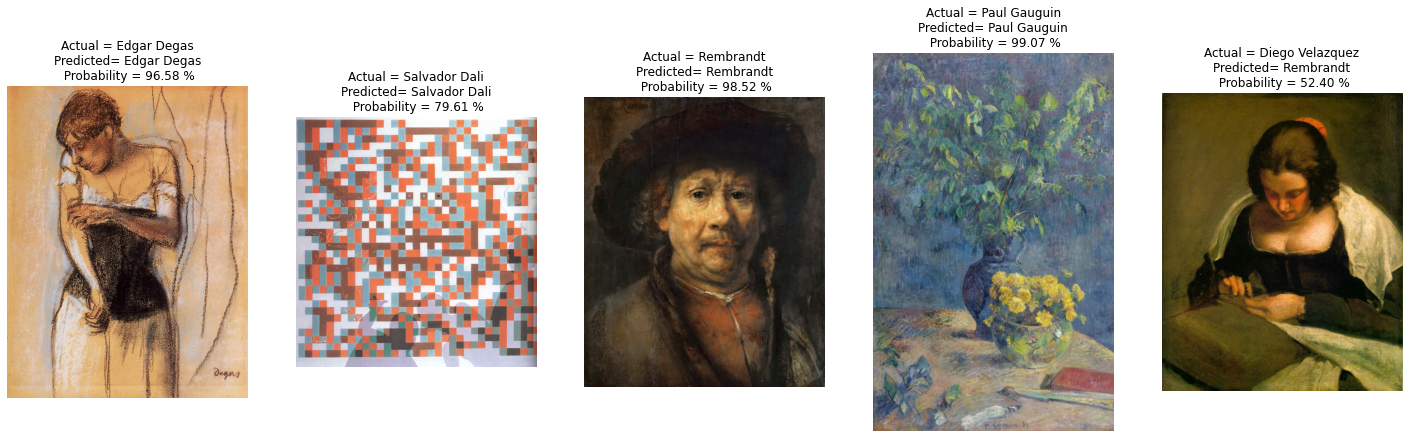 Actual = Edgar Degas
Predicted= Edgar Degas
Probability = 96.58 %
Actual = Salvador Dali
Predicted= Salvador Dali
Probability = 79.61 %
Actual = Rembrandt
Predicted= Rembrandt
Probability = 98.52 %
Actual = Paul Gauguin
Predicted= Paul Gauguin
Probability = 99.07 %
Actual = Diego Velazquez
Predicted= Rembrandt
Probability = 52.40 %
Degas